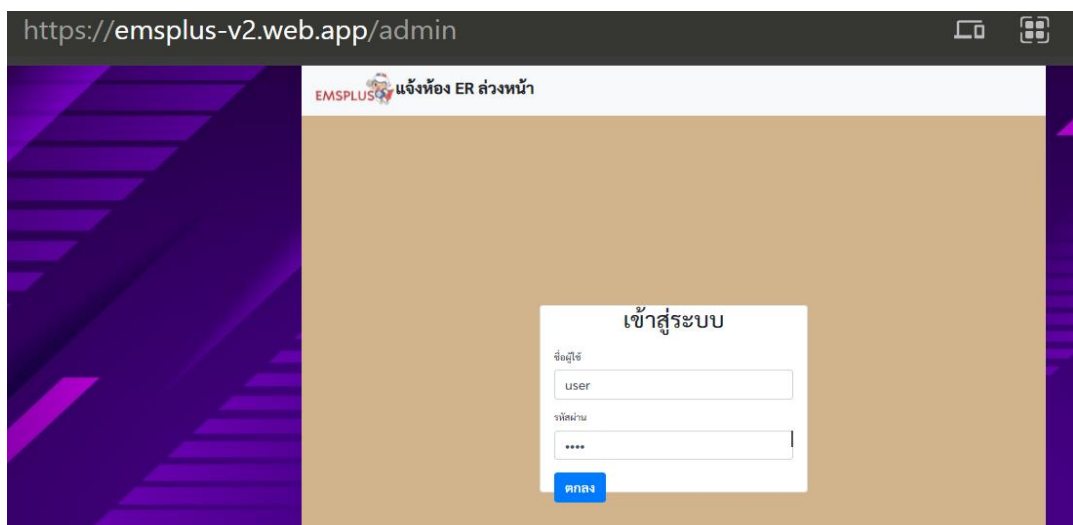 https://emsplus-v2.web.app/admin
EMSPLUS แจ้งห้อง ER ล่วงหน้า
เข้าสู่ระบบ
ชื่อผู้ใช้
user
รหัสผ่าน
••••
ตกลง